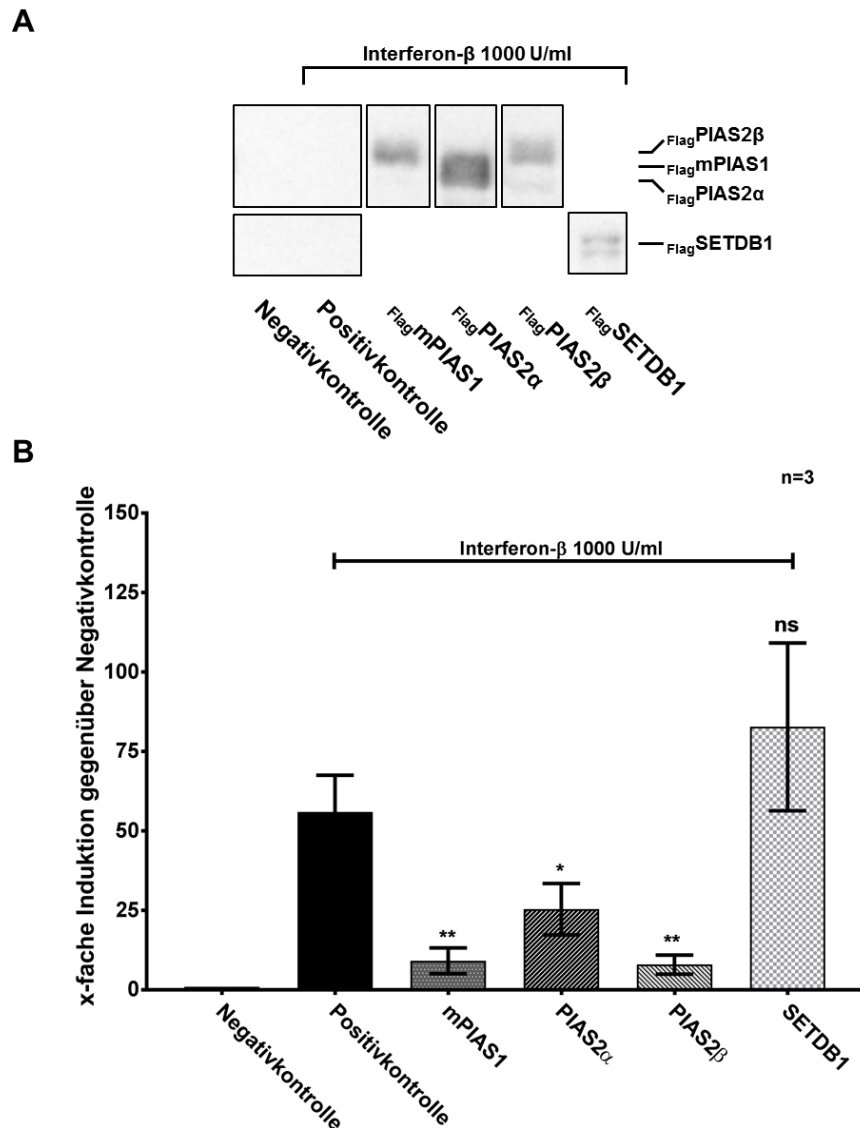 A
Interferon-β 1000 U/ml
FlagPIAS2β
FlagmPIAS1
FlagPIAS2α
FlagSETDB1
Negativkontrolle
Positivkontrolle
FlagmPIAS1
FlagPIAS2α
FlagPIAS2β
FlagSETDB1
B
n=3
x-fache Induktion gegenüber Negativkontrolle
150
125
100
75
50
25
0
Interferon-β 1000 U/ml
**
*
**
ns
Negativkontrolle
Positivkontrolle
mPIAS1
PIAS2α
PIAS2β
SETDB1